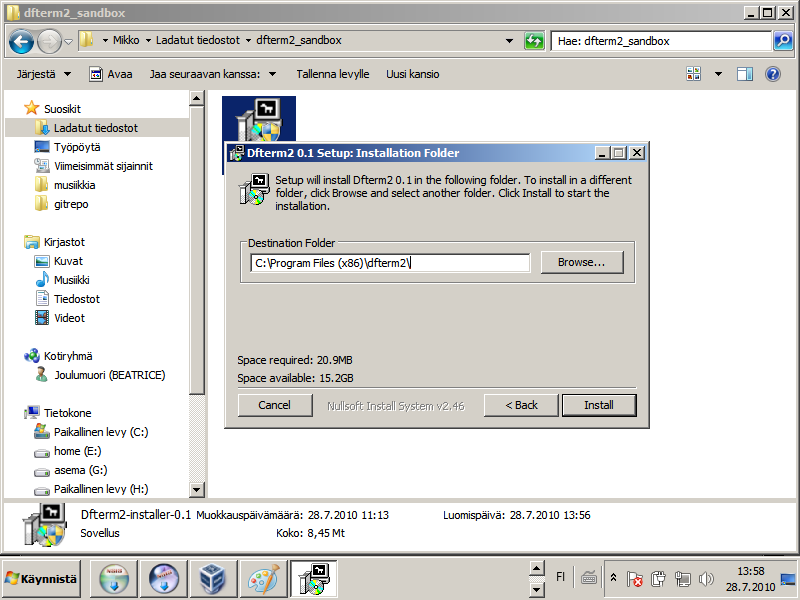 dfterm2_sandbox
Mikko Ladatut tiedostot dfterm2_sandbox
Hae: dfterm2_sandbox
Järjestä Avaa Jaa seuraavan kanssa: Tallenna levylle Uusi kansio
Suosikit
Ladatut tiedostot
Työpöytä
Viimeisimmät sijainnit
musiikkia
gitrepo
Kirjastot
Kuvat
Musiikki
Tiedostot
Videot
Kotiryhmä
Joulumuori (BEATRICE)
Tietokone
Paikallinen levy (C:)
home (E:)
asema (G:)
Paikallinen levy (H:)
Dfterm2 0.1 Setup: Installation Folder
Setup will install Dfterm2 0.1 in the following folder. To install in a different
folder, click Browse and select another folder. Click Install to start the
installation.
Destination Folder
C:\Program Files (x86)\dfterm2\
Browse...
Space required: 20.9MB
Space available: 15.2GB
Cancel
Nullsoft Install System v2.46
< Back
Install
Dfterm2-installer-0.1 Muokkauspäivämäärä: 28.7.2010 11:13 Luomispäivä: 28.7.2010 13:56
Sovellus Koko: 8,45 Mt
Käynnistä
FI
13:58
28.7.2010